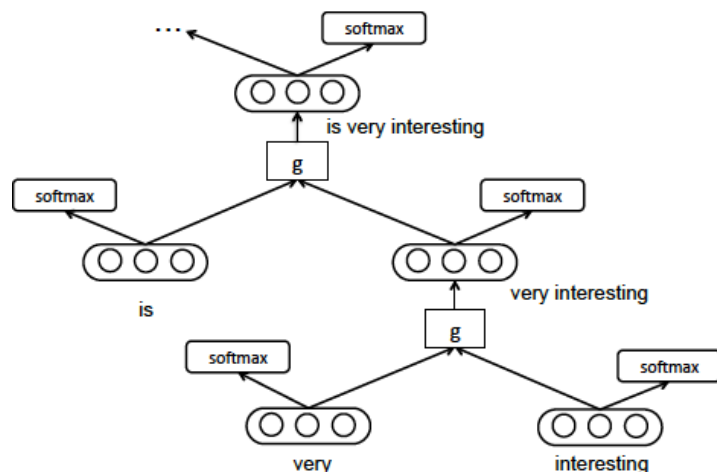 ...
softmax
is very interesting
g
softmax
softmax
is
very interesting
g
softmax
softmax
very
interesting